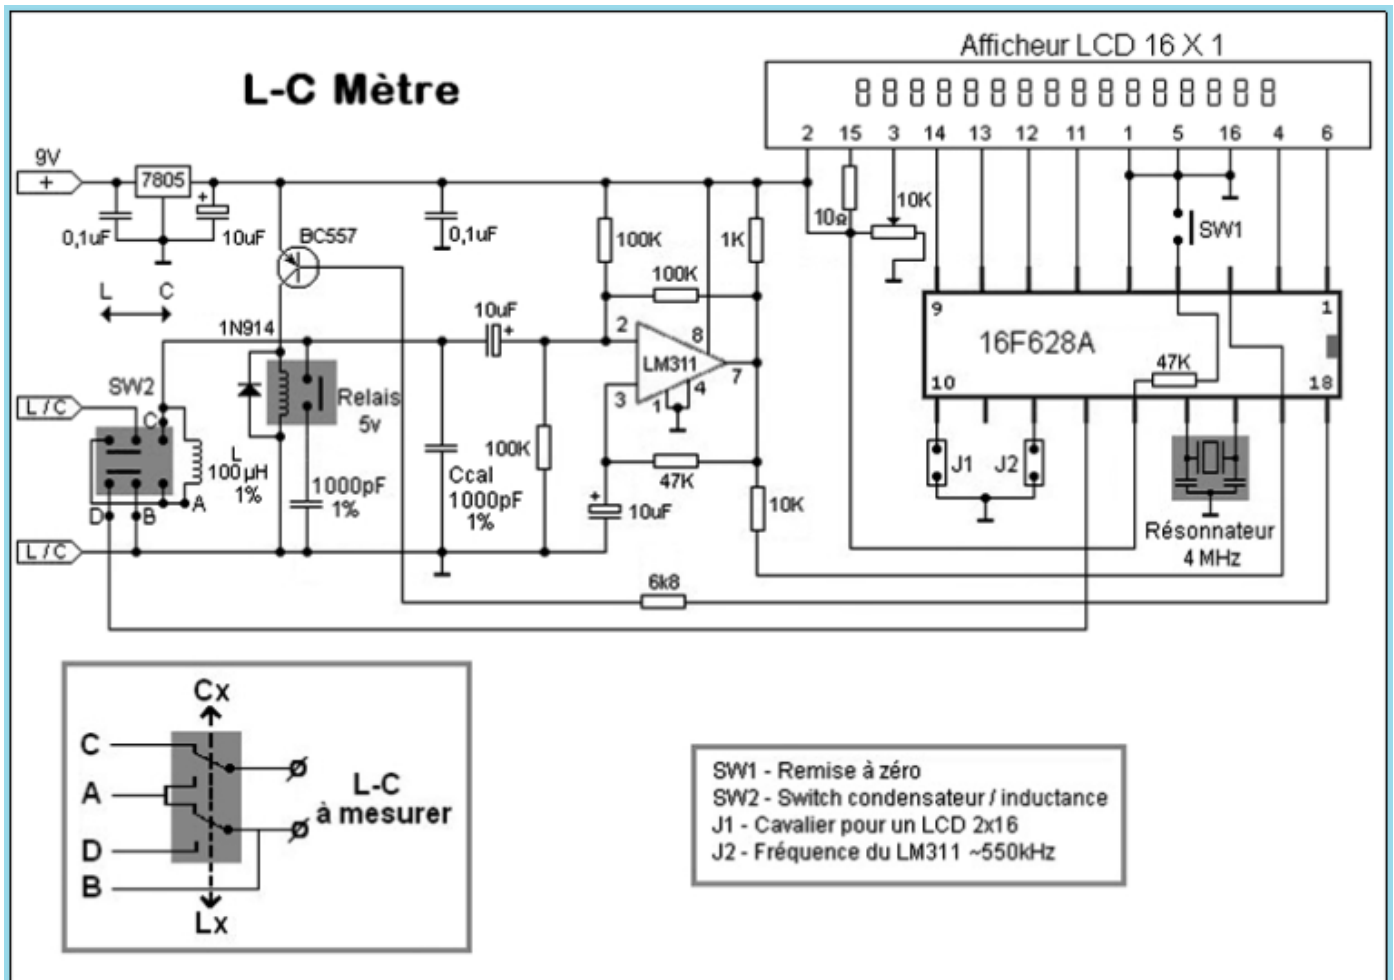 Afficheur LCD 16 X 1
L-C Mètre
2 15 3 14 13 12 11 1 5 16 4 6
9V
+
7805
+
0,1uF
10uF
BC557
0,1uF
100K
1K
10Ω
10K
SW1
L C
100K
9
1
16F628A
47K
10
18
1N914
10uF
+
2
8
LM311
7
3
1
4
SW2
L / C
C
Relais
5v
L
100µH
1%
A
D
B
1000pF
1%
Ccal
1000pF
1%
100K
47K
+
10uF
10K
J1
J2
Résonnateur
4 MHz
L / C
6k8
Cx
C
A
D
B
Lx
L-C
à mesurer
SW1 - Remise à zéro
SW2 - Switch condensateur / inductance
J1 - Cavalier pour un LCD 2x16
J2 - Fréquence du LM311 ~550kHz